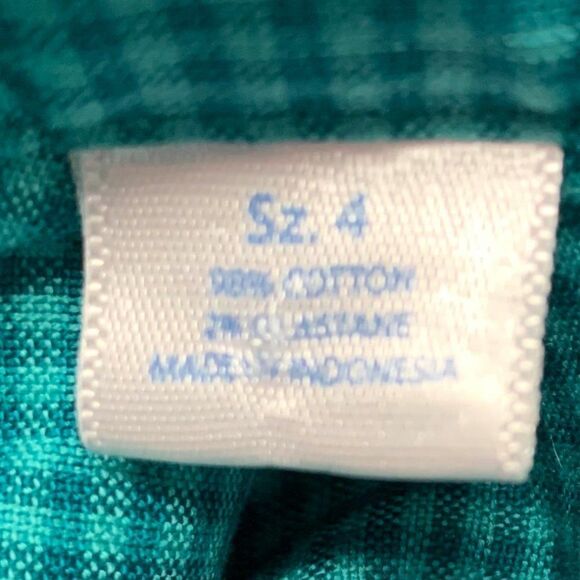 Sz. 4
98% COTTON
2% ELASTANE
MADE IN INDONESIA